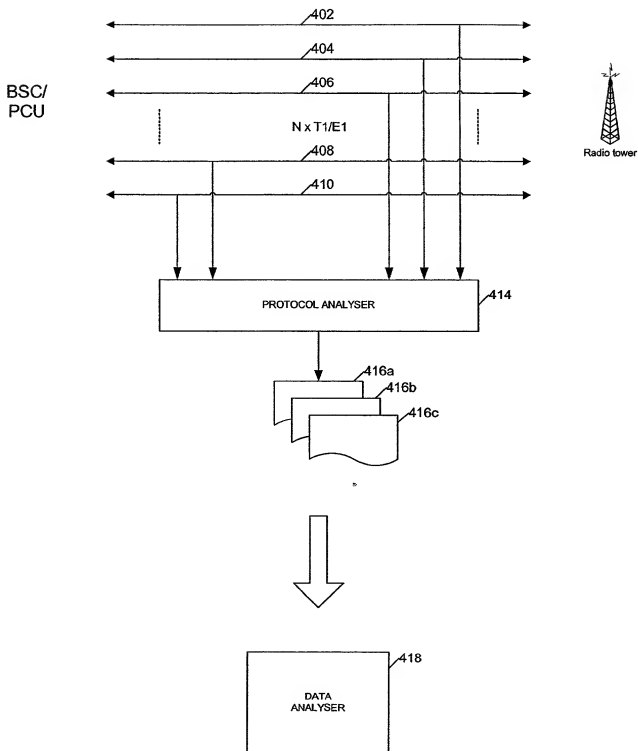 402
404
BSC/
PCU
406
N x T1/E1
408
410
Radio tower
PROTOCOL ANALYSER
414
416a
416b
416c
418
DATA
ANALYSER